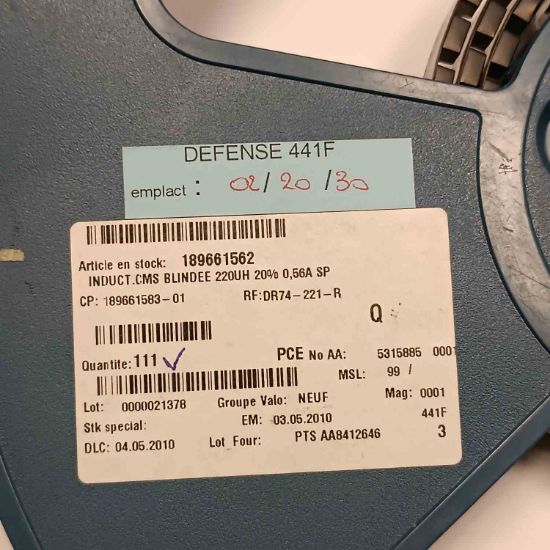 DEFENSE 441F
emplact : 02/20/30
Article en stock: 189661562
INDUCT.CMS BLINDEE 220UH 20% 0,56A SP
CP: 189661583-01 RF:DR74-221-R
Q
Quantite: 111 PCE No AA: 5315885 0001
MSL: 99 /
Lot: 0000021378 Groupe Valo: NEUF Mag: 0001
Stk special: EM: 03.05.2010 441F
DLC: 04.05.2010 Lot Four: PTS AA8412646 3